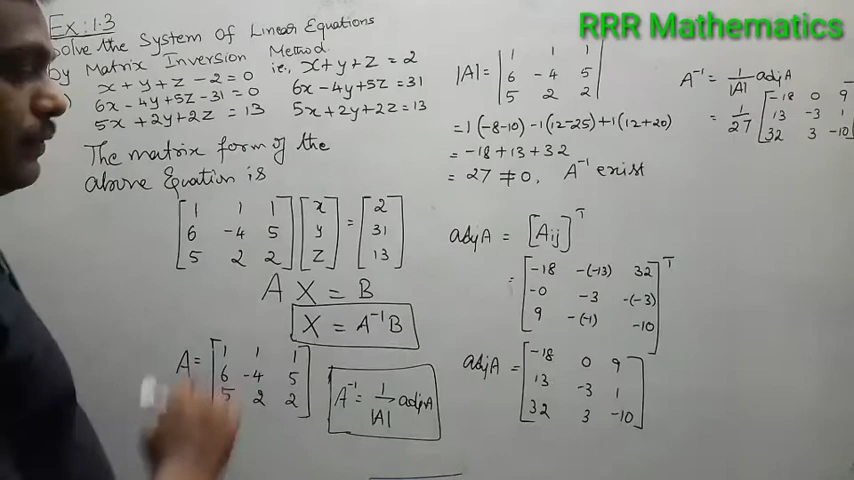 RRR Mathematics
Ex: 1.3
Solve the System of Linear Equations
by Matrix Inversion Method.
x+y+z-2=0
6x-4y+5z-31=0
5x+2y+2z=13
i.e., x+y+z=2
6x-4y+5z=31
5x+2y+2z=13
The matrix form of the
above Equation is
[1 1 1] [x] = [2]
[6 -4 5] [y] [31]
[5 2 2] [z] [13]
A X = B
X = A⁻¹B
A = [1 1 1]
[6 -4 5]
[5 2 2]
A⁻¹ = 1/|A| adjA
|A| = |1 1 1|
|6 -4 5|
|5 2 2|
= 1(-8-10)-1(12-25)+1(12+20)
= -18+13+32
= 27 ≠ 0, A⁻¹ exist
adjA = [Aij]ᵀ
= [-18 -(-13) 32]ᵀ
[-0 -3 -(-3)]
[9 -(-1) -10]
adjA = [-18 0 9]
[13 -3 1]
[32 3 -10]
A⁻¹ = 1/|A| adjA
= 1/27 [-18 0 9]
[13 -3 1]
[32 3 -10]